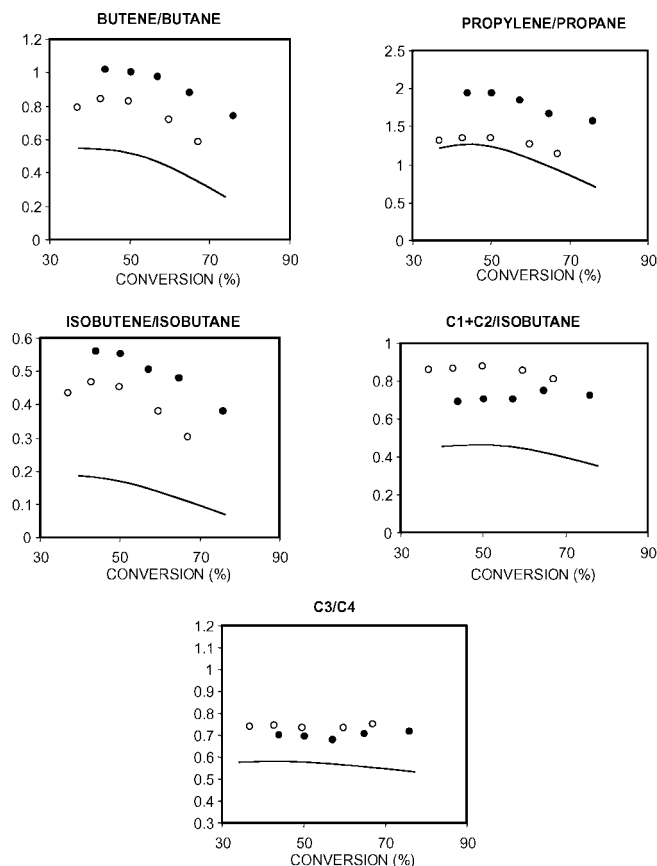 BUTENE/BUTANE
1.2
1
0.8
0.6
0.4
0.2
0
30 50 70 90
CONVERSION (%)
PROPYLENE/PROPANE
2.5
2
1.5
1
0.5
0
30 50 70 90
CONVERSION (%)
ISOBUTENE/ISOBUTANE
0.6
0.5
0.4
0.3
0.2
0.1
0
30 50 70 90
CONVERSION (%)
C1+C2/ISOBUTANE
1
0.8
0.6
0.4
0.2
0
30 50 70 90
CONVERSION (%)
C3/C4
1.2
1.1
1
0.9
0.8
0.7
0.6
0.5
0.4
0.3
30 50 70 90
CONVERSION (%)